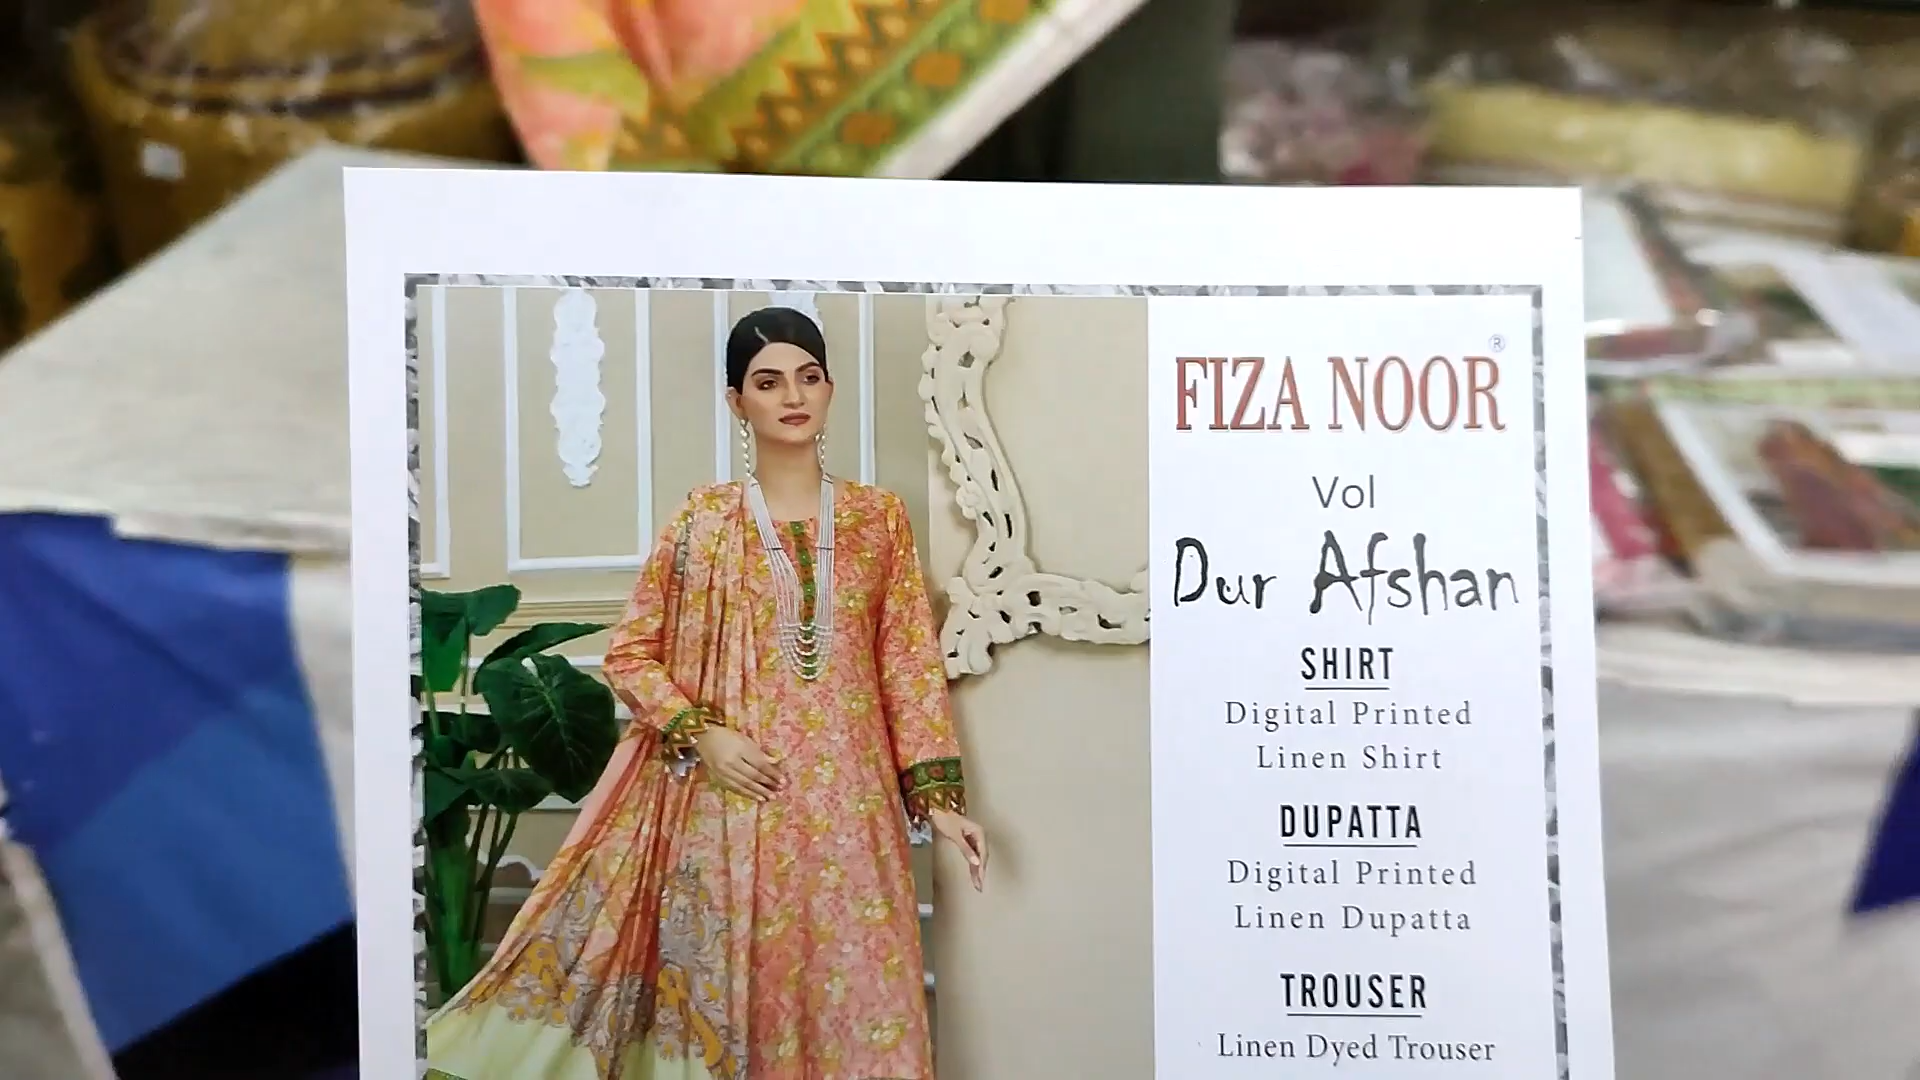 FIZA NOOR ®
Vol
Dur Afshan
SHIRT
Digital Printed
Linen Shirt
DUPATTA
Digital Printed
Linen Dupatta
TROUSER
Linen Dyed Trouser